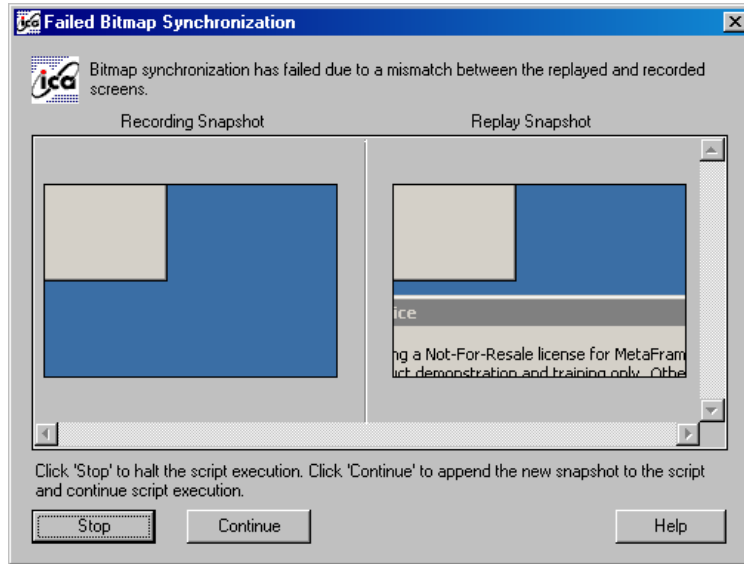 Failed Bitmap Synchronization
ica
Bitmap synchronization has failed due to a mismatch between the replayed and recorded
screens.
Recording Snapshot
Replay Snapshot
ice
ng a Not-For-Resale license for MetaFram
uct demonstration and training only. Othe
Click 'Stop' to halt the script execution. Click 'Continue' to append the new snapshot to the script
and continue script execution.
Stop
Continue
Help